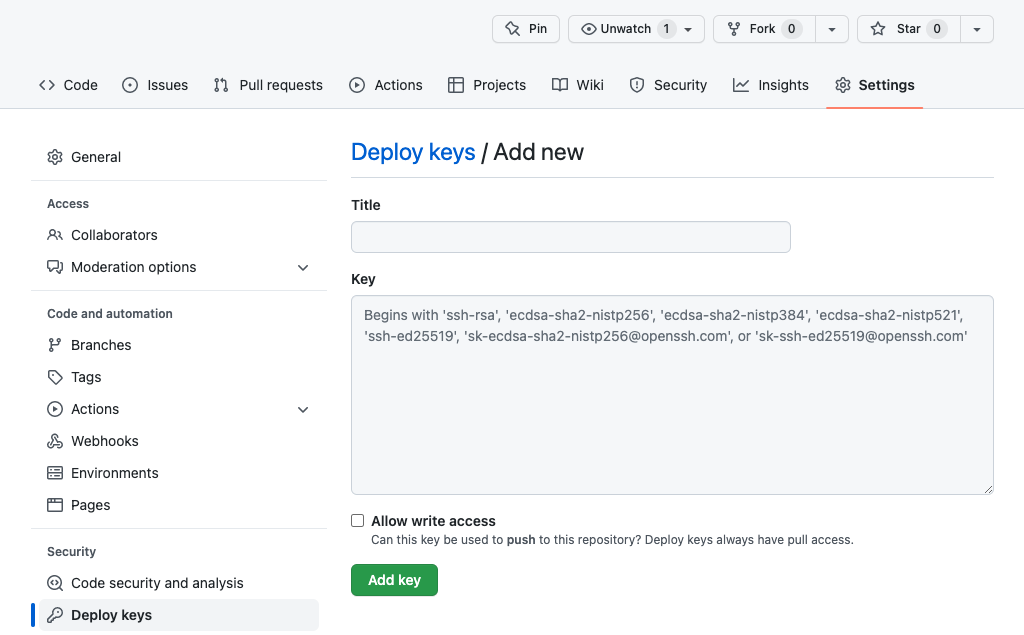 Pin
Unwatch 1
Fork 0
Star 0
Code
Issues
Pull requests
Actions
Projects
Wiki
Security
Insights
Settings
General
Access
Collaborators
Moderation options
Code and automation
Branches
Tags
Actions
Webhooks
Environments
Pages
Security
Code security and analysis
Deploy keys
Deploy keys / Add new
Title
Key
Begins with 'ssh-rsa', 'ecdsa-sha2-nistp256', 'ecdsa-sha2-nistp384', 'ecdsa-sha2-nistp521',
'ssh-ed25519', 'sk-ecdsa-sha2-nistp256@openssh.com', or 'sk-ssh-ed25519@openssh.com'
Allow write access
Can this key be used to push to this repository? Deploy keys always have pull access.
Add key